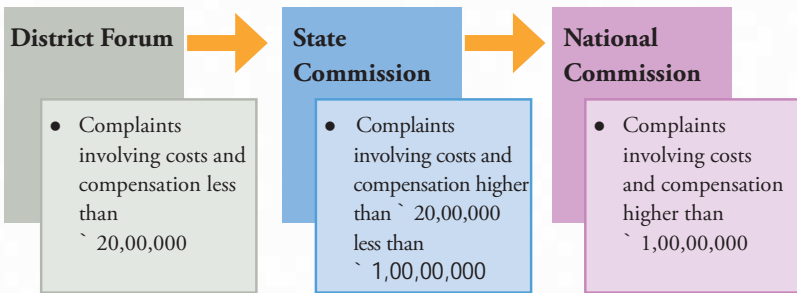 District Forum
● Complaints
involving costs and
compensation less
than
` 20,00,000
State
Commission
● Complaints
involving costs and
compensation higher
than ` 20,00,000
less than
` 1,00,00,000
National
Commission
● Complaints
involving costs
and compensation
higher than
` 1,00,00,000